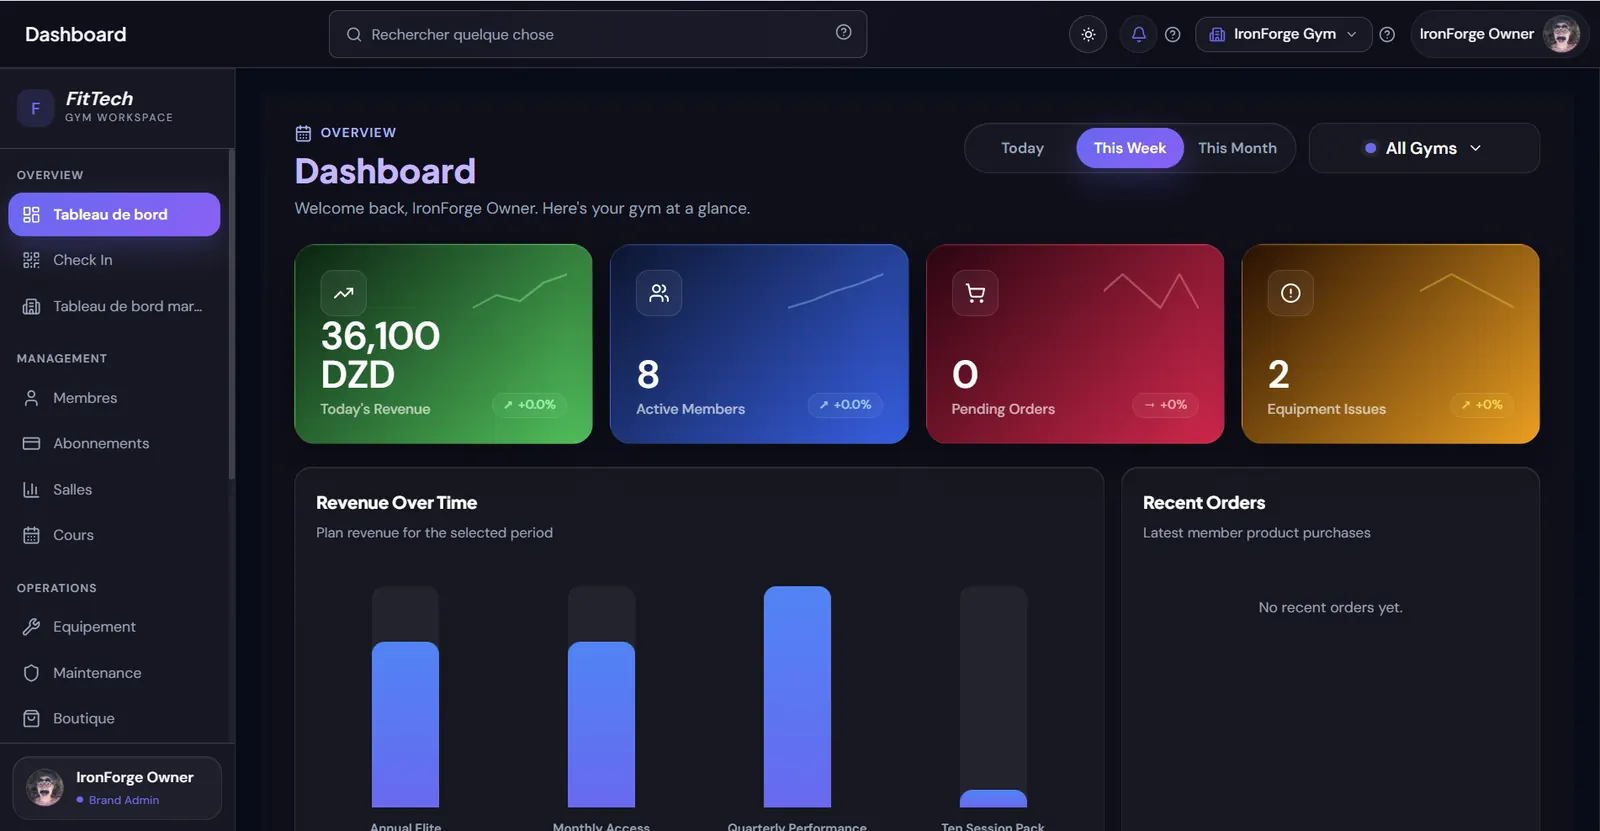 Dashboard
Rechercher quelque chose
IronForge Gym
IronForge Owner
F
FitTech
GYM WORKSPACE
OVERVIEW
Tableau de bord
Check In
Tableau de bord mar...
MANAGEMENT
Membres
Abonnements
Salles
Cours
OPERATIONS
Equipement
Maintenance
Boutique
IronForge Owner
Brand Admin
OVERVIEW
Dashboard
Welcome back, IronForge Owner. Here's your gym at a glance.
Today
This Week
This Month
All Gyms
36,100
DZD
Today's Revenue
+0.0%
8
Active Members
+0.0%
0
Pending Orders
+0%
2
Equipment Issues
+0%
Revenue Over Time
Plan revenue for the selected period
Annual Elite
Monthly Access
Quarterly Performance
Ten Session Pack
Recent Orders
Latest member product purchases
No recent orders yet.